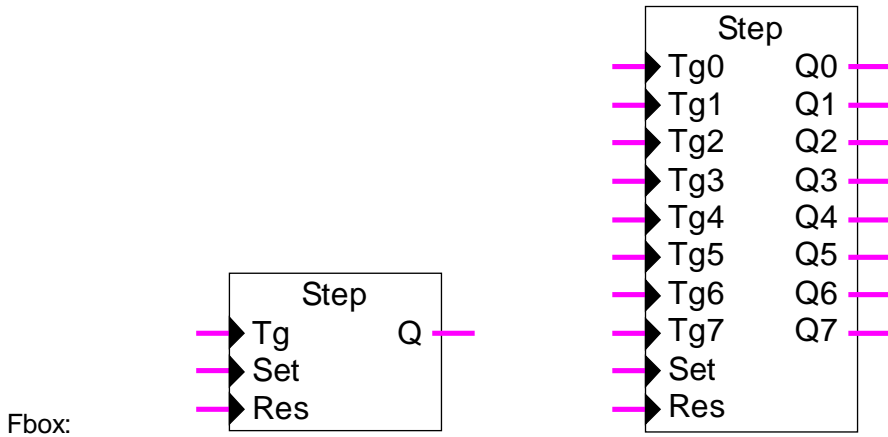 Step
Tg0 Q0
Tg1 Q1
Tg2 Q2
Tg3 Q3
Tg4 Q4
Tg5 Q5
Tg6 Q6
Tg7 Q7
Set
Res
Step
Tg Q
Set
Res
Fbox: